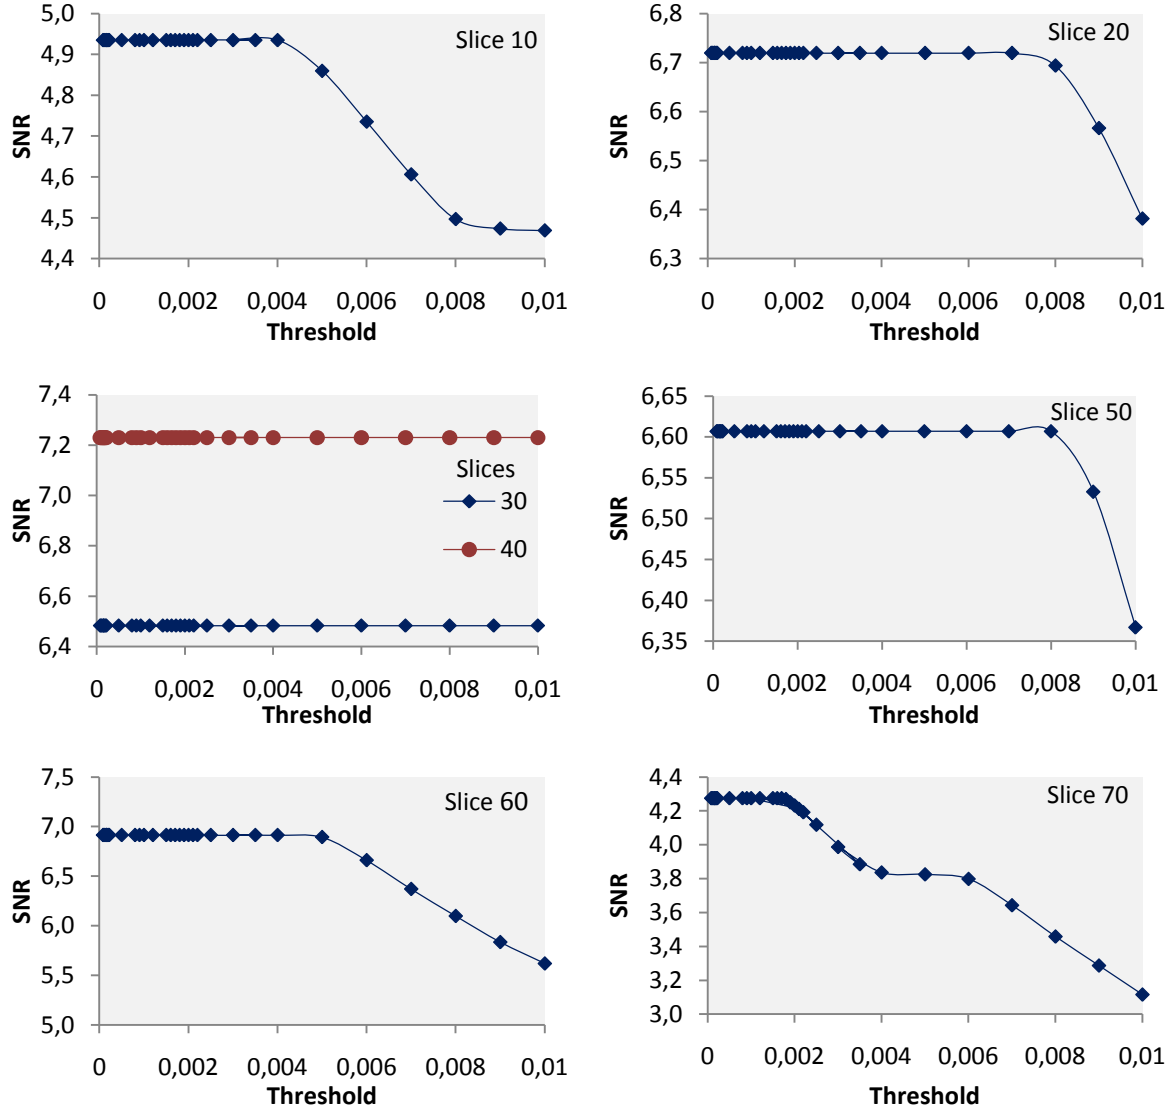 5,0
4,9
4,8
4,7
4,6
4,5
4,4
SNR
Slice 10
0 0,002 0,004 0,006 0,008 0,01
Threshold
6,8
6,7
6,6
6,5
6,4
6,3
SNR
Slice 20
0 0,002 0,004 0,006 0,008 0,01
Threshold
7,4
7,2
7,0
6,8
6,6
6,4
SNR
Slices
30
40
0 0,002 0,004 0,006 0,008 0,01
Threshold
6,65
6,60
6,55
6,50
6,45
6,40
6,35
SNR
Slice 50
0 0,002 0,004 0,006 0,008 0,01
Threshold
7,5
7,0
6,5
6,0
5,5
5,0
SNR
Slice 60
0 0,002 0,004 0,006 0,008 0,01
Threshold
4,4
4,2
4,0
3,8
3,6
3,4
3,2
3,0
SNR
Slice 70
0 0,002 0,004 0,006 0,008 0,01
Threshold